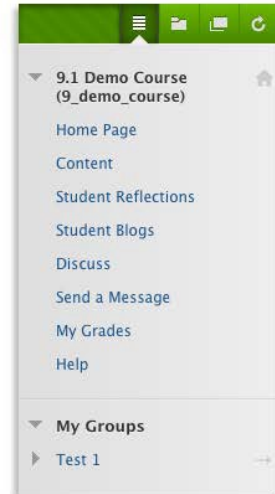 9.1 Demo Course
(9_demo_course)
Home Page
Content
Student Reflections
Student Blogs
Discuss
Send a Message
My Grades
Help
My Groups
Test 1